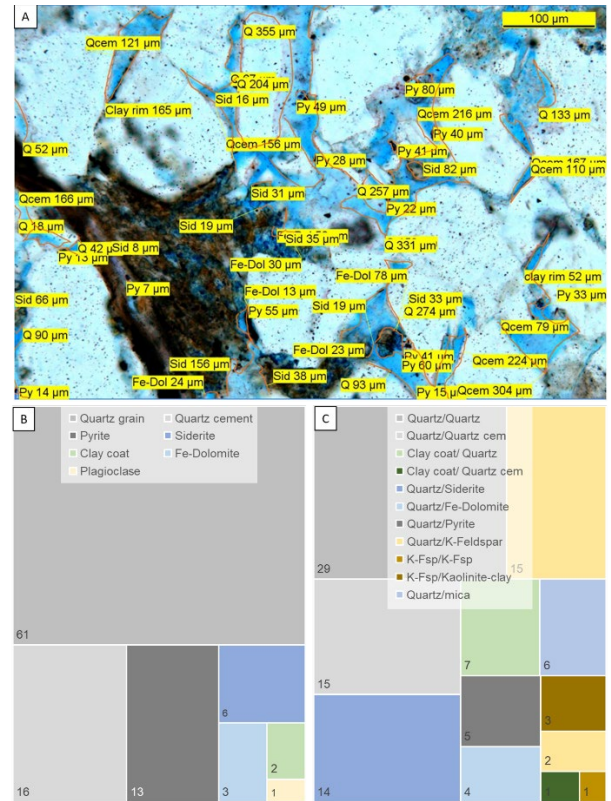 A
100 µm
Q 355 µm
Qcem 121 µm
Q 204 µm
Sid 16 µm
Py 80 µm
Clay rim 165 µm
Py 49 µm
Qcem 216 µm
Q 133 µm
Py 40 µm
Qcem 156 µm
Q 52 µm
Py 41 µm
Py 28 µm
Sid 82 µm
Qcem 110 µm
Qcem 166 µm
Sid 31 µm
Q 257 µm
Py 22 µm
Q 18 µm
Sid 19 µm
Sid 35 µm
Q 42 µm
Sid 8 µm
Q 331 µm
Py 13 µm
Fe-Dol 30 µm
Fe-Dol 78 µm
clay rim 52 µm
Py 7 µm
Fe-Dol 13 µm
Sid 33 µm
Py 33 µm
Sid 66 µm
Sid 19 µm
Py 55 µm
Q 274 µm
Qcem 79 µm
Q 90 µm
Fe-Dol 23 µm
Py 41 µm
Sid 156 µm
Py 60 µm
Qcem 224 µm
Sid 38 µm
Fe-Dol 24 µm
Q 93 µm
Py 14 µm
Py 15 µm
Qcem 304 µm
B
Quartz grain
Quartz cement
Pyrite
Siderite
Clay coat
Fe-Dolomite
Plagioclase
61
16
13
6
3
2
1
C
Quartz/Quartz
Quartz/Quartz cem
Clay coat/ Quartz
Clay coat/ Quartz cem
Quartz/Siderite
Quartz/Fe-Dolomite
Quartz/Pyrite
Quartz/K-Feldspar
K-Fsp/K-Fsp
K-Fsp/Kaolinite-clay
Quartz/mica
29
15
15
7
6
5
3
2
14
4
1
1